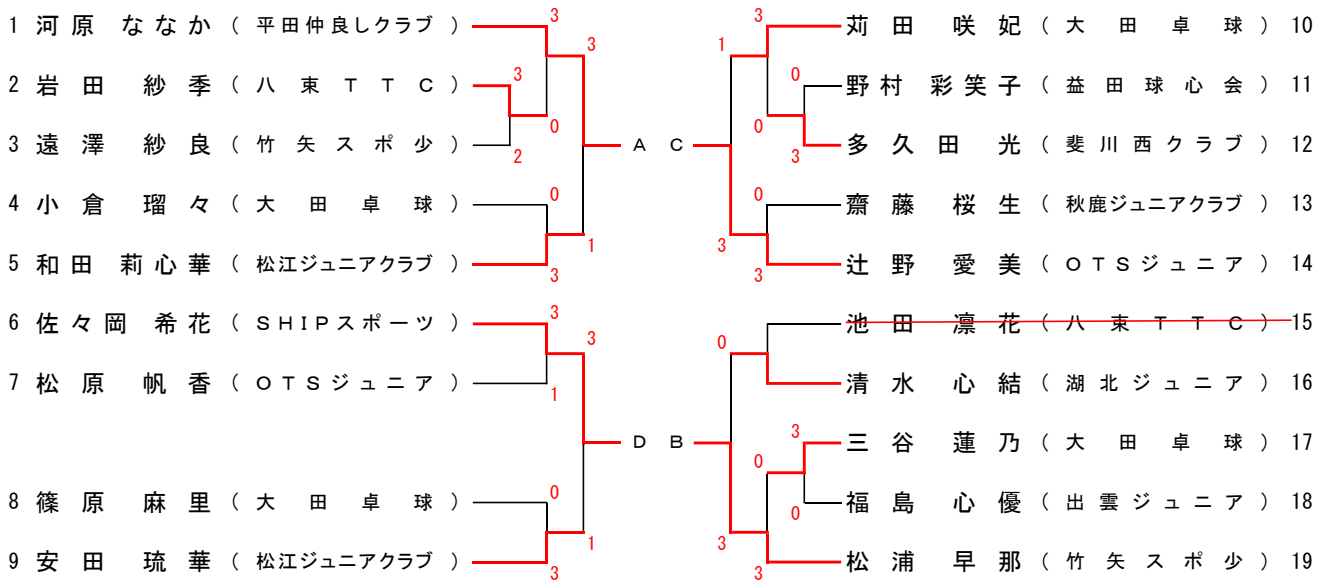 1 河原 ななか ( 平田仲良しクラブ )
2 岩田 紗季 ( 八東TTC )
3 遠澤 紗良 ( 竹矢スポ少 )
4 小倉 瑠々 ( 大田卓球 )
5 和田 莉心華 ( 松江ジュニアクラブ )
6 佐々岡 希花 ( SHIPスポーツ )
7 松原 帆香 ( OTSジュニア )
8 篠原 麻里 ( 大田卓球 )
9 安田 琉華 ( 松江ジュニアクラブ )
3
3
3
0
2
A
0
1
3
3
3
1
D
0
1
3
C
1
3
0
0
3
0
3
3
B
0
3
0
0
3
3
苅田 咲妃 ( 大田卓球 ) 10
野村 彩笑子 ( 益田球心会 ) 11
多久田 光 ( 斐川西クラブ ) 12
齋藤 桜生 ( 秋鹿ジュニアクラブ ) 13
辻野 愛美 ( OTSジュニア ) 14
池田 凛花 ( 八東TTC ) 15
清水 心結 ( 湖北ジュニア ) 16
三谷 蓮乃 ( 大田卓球 ) 17
福島 心優 ( 出雲ジュニア ) 18
松浦 早那 ( 竹矢スポ少 ) 19